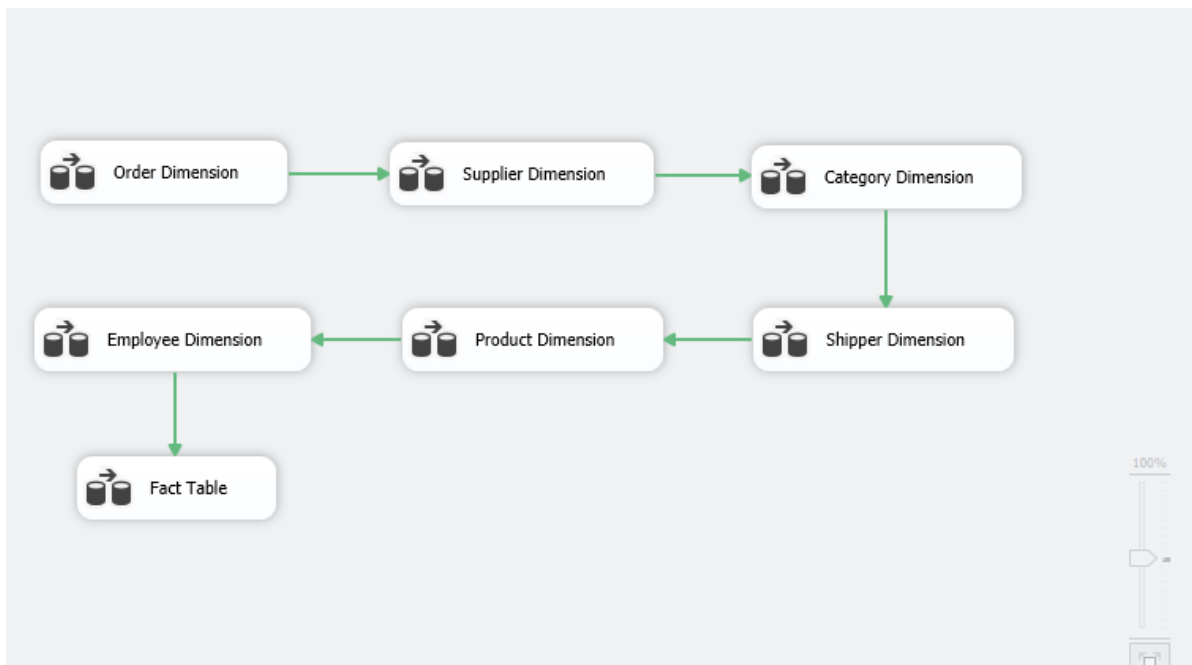 Order Dimension
Supplier Dimension
Category Dimension
Employee Dimension
Product Dimension
Shipper Dimension
Fact Table
100%